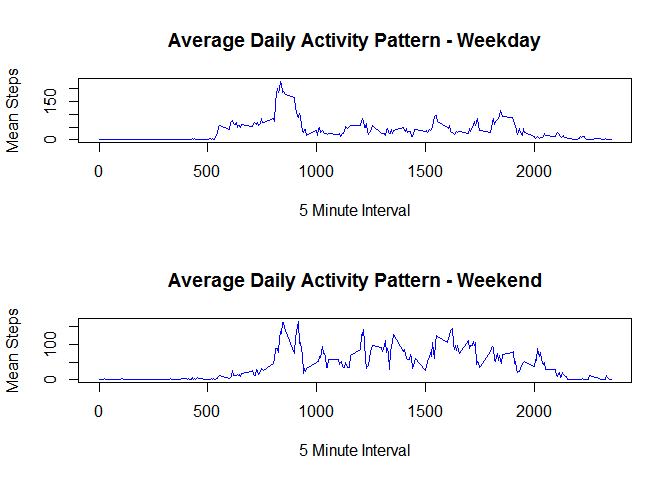 Average Daily Activity Pattern - Weekday
Mean Steps
150
0
0
500
1000
1500
2000
5 Minute Interval
Average Daily Activity Pattern - Weekend
Mean Steps
100
0
0
500
1000
1500
2000
5 Minute Interval